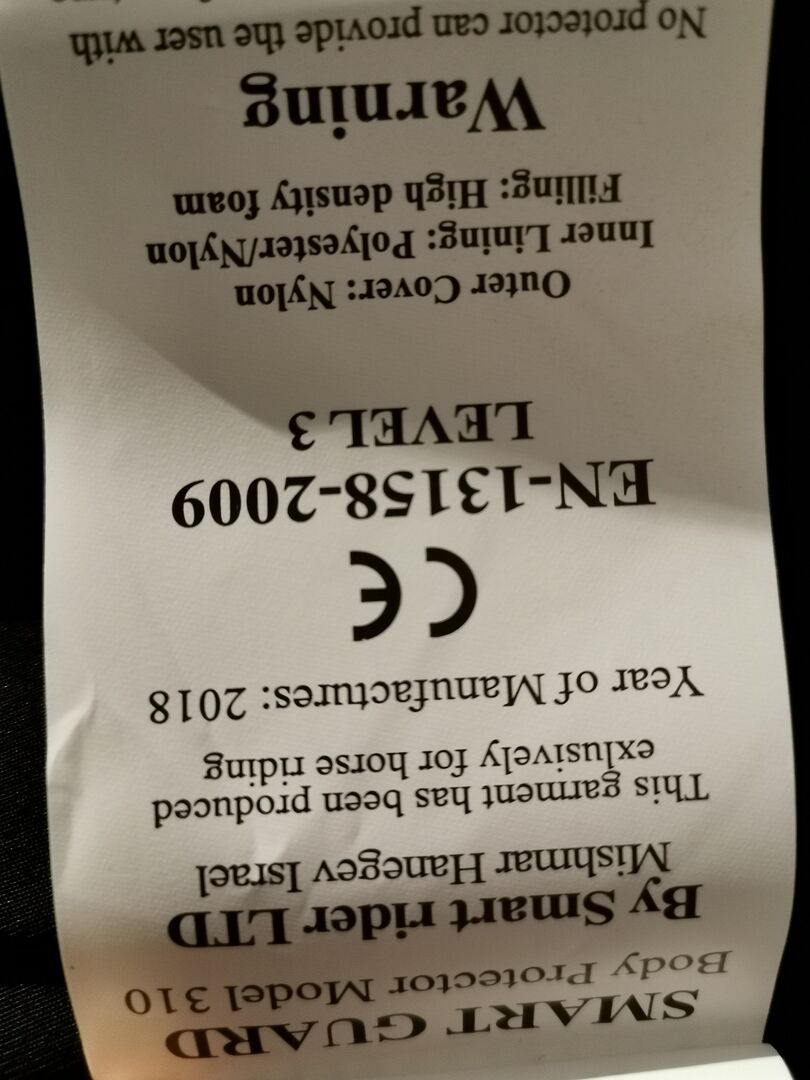 SMART GUARD
Body Protector Model 310
By Smart rider LTD
Mishmar Hanegev Israel
This garment has been produced
exlusively for horse riding
Year of Manufactures: 2018
CE
EN-13158-2009
LEVEL 3
Outer Cover: Nylon
Inner Lining: Polyester/Nylon
Filling: High density foam
Warning
No protector can provide the user with